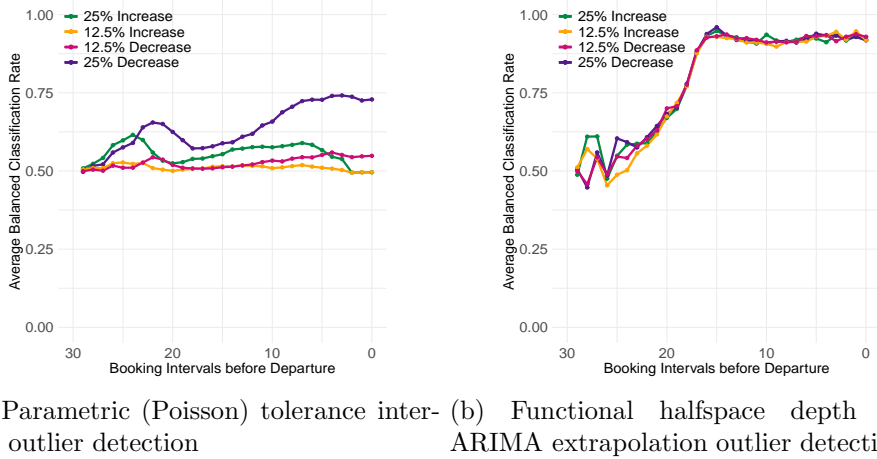 1.00
0.75
0.50
0.25
0.00
Average Balanced Classification Rate
25% Increase
12.5% Increase
12.5% Decrease
25% Decrease
30
20
10
0
Booking Intervals before Departure
1.00
0.75
0.50
0.25
0.00
Average Balanced Classification Rate
25% Increase
12.5% Increase
12.5% Decrease
25% Decrease
30
20
10
0
Booking Intervals before Departure
Parametric (Poisson) tolerance inter-
outlier detection
(b) Functional halfspace depth
ARIMA extrapolation outlier detecti